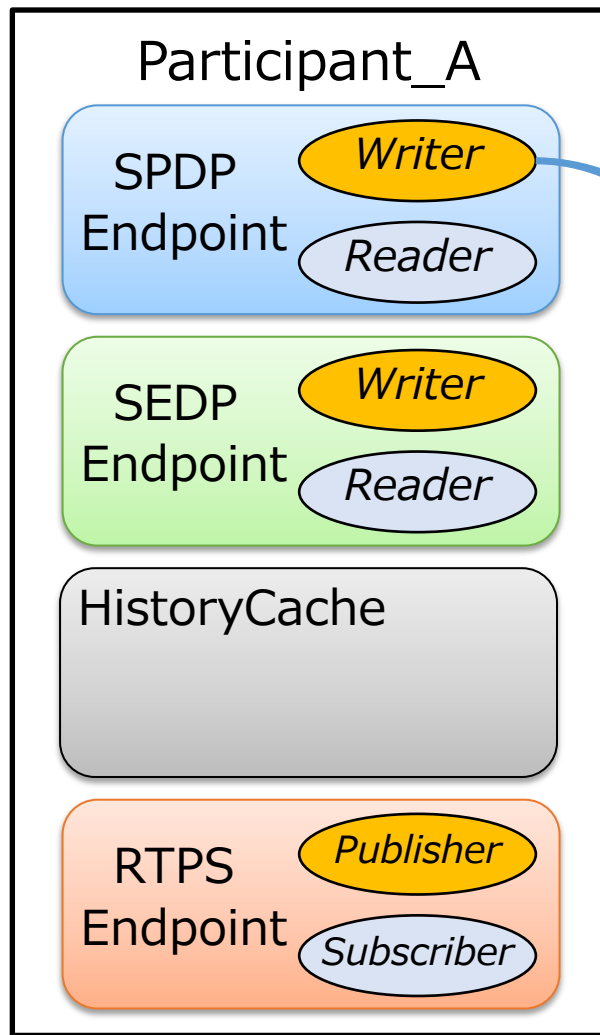 Participant_A
SPDP
Endpoint
Writer
Reader
SEDP
Endpoint
Writer
Reader
HistoryCache
RTPS
Endpoint
Publisher
Subscriber